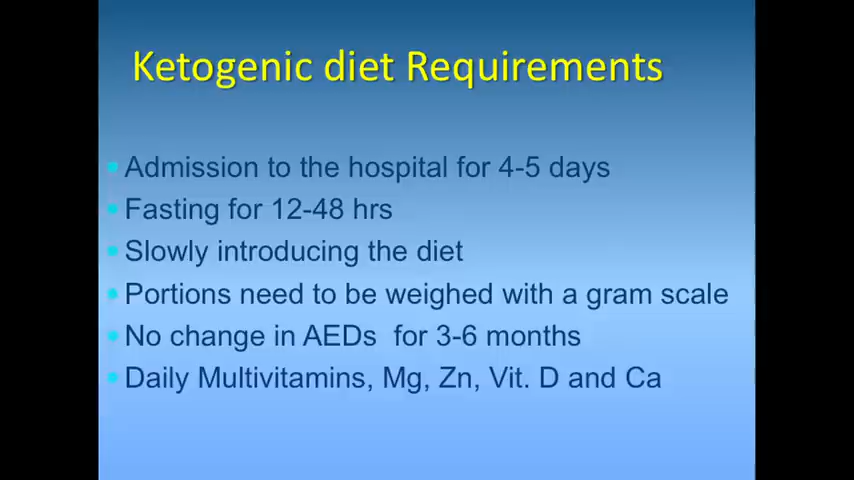 Ketogenic diet Requirements
• Admission to the hospital for 4-5 days
• Fasting for 12-48 hrs
• Slowly introducing the diet
• Portions need to be weighed with a gram scale
• No change in AEDs  for 3-6 months
• Daily Multivitamins, Mg, Zn, Vit. D and Ca